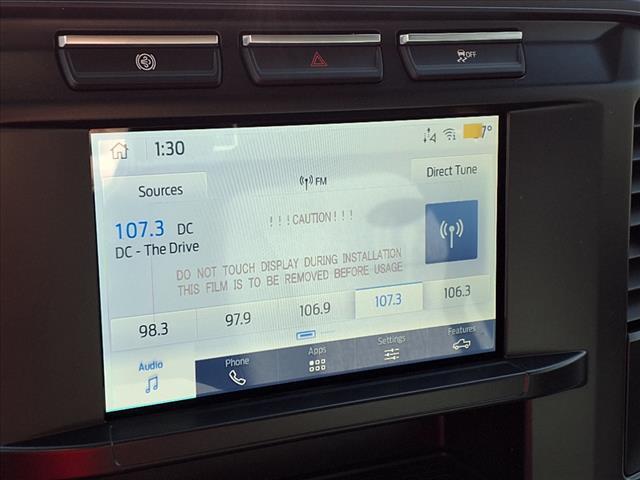 OFF
1:30
7°
Sources
FM
Direct Tune
107.3 DC
DC - The Drive
!!!CAUTION!!!
DO NOT TOUCH DISPLAY DURING INSTALLATION
THIS FILM IS TO BE REMOVED BEFORE USAGE
98.3 97.9 106.9 107.3 106.3
Audio Phone Apps Settings Features